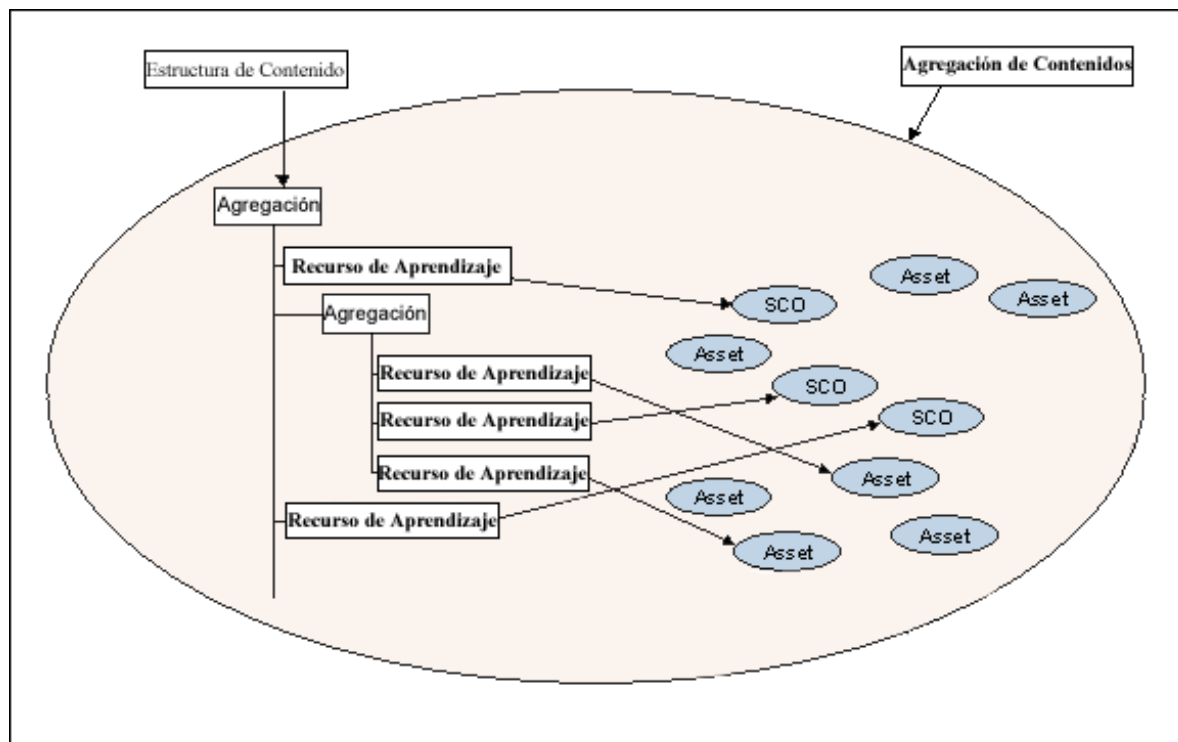 Estructura de Contenido
Agregación de Contenidos
Agregación
Recurso de Aprendizaje
Asset
Asset
SCO
Agregación
Asset
Recurso de Aprendizaje
SCO
Recurso de Aprendizaje
SCO
Recurso de Aprendizaje
Asset
Asset
Recurso de Aprendizaje
Asset
Asset